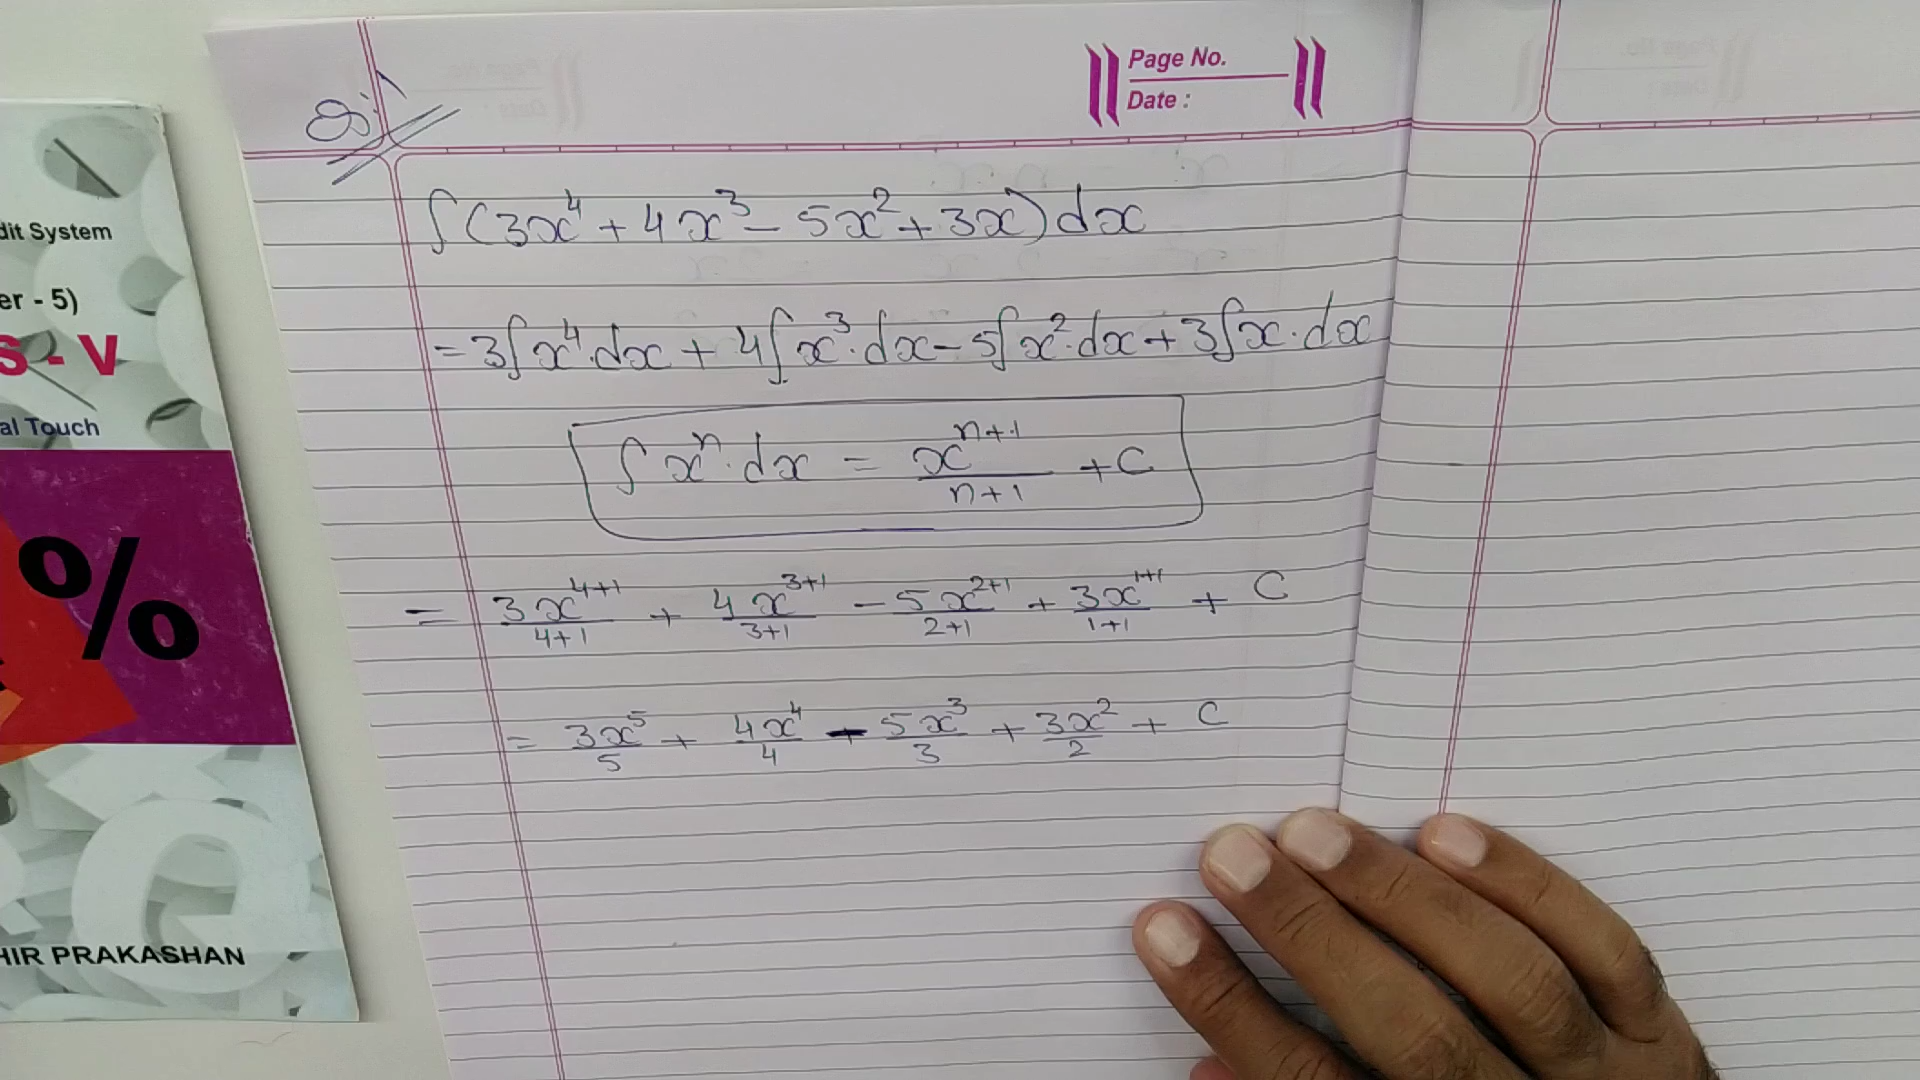 Page No.
Date :
Q:-
∫(3x⁴ + 4x³ - 5x² + 3x) dx
= 3∫x⁴.dx + 4∫x³.dx - 5∫x².dx + 3∫x.dx
∫xⁿ.dx = xⁿ⁺¹/n+1 + C
= 3x⁴⁺¹/4+1 + 4x³⁺¹/3+1 - 5x²⁺¹/2+1 + 3x¹⁺¹/1+1 + C
= 3x⁵/5 + 4x⁴/4 - 5x³/3 + 3x²/2 + C
dit System
er - 5)
S - V
al Touch
%
HIR PRAKASHAN